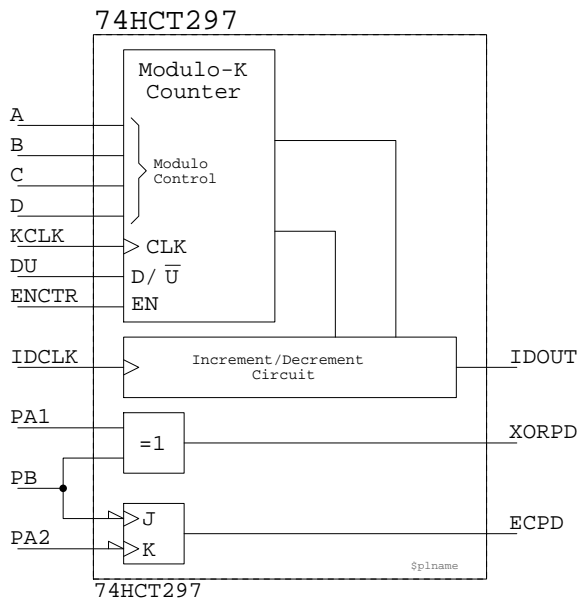 74HCT297
Modulo-K
Counter
A
B
C
D
Modulo
Control
KCLK
CLK
DU
D/ U̅
ENCTR
EN
IDCLK
Increment/Decrement
Circuit
IDOUT
PA1
=1
XORPD
PB
J
ECPD
PA2
K
$plname
74HCT297